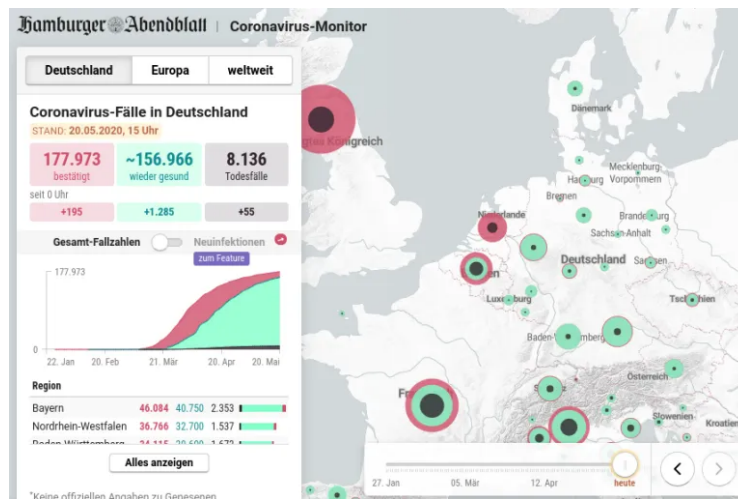 Hamburger Abendblatt | Coronavirus-Monitor
Deutschland Europa weltweit
Coronavirus-Fälle in Deutschland
STAND: 20.05.2020, 15 Uhr
177.973 ~156.966 8.136
bestätigt wieder gesund Todesfälle
seit 0 Uhr
+195 +1.285 +55
Gesamt-Fallzahlen Neuinfektionen
zum Feature
177.973
0
22. Jan 20. Feb 21. Mär 20. Apr 20. Mai
Region
Bayern 46.084 40.750 2.353
Nordrhein-Westfalen 36.766 32.700 1.537
Alles anzeigen
*Keine offiziellen Angaben zu Genesenen
Königreich
Dänemark
Mecklenburg-
Vorpommern
Hamburg
Bremen
Niederlande
Brandenburg
Sachsen-Anhalt
Deutschland
Sachsen
Luxemburg
Tschechien
Baden-Württemberg
Österreich
Slowenien
Kroatien
27. Jan 05. Mär 12. Apr heute